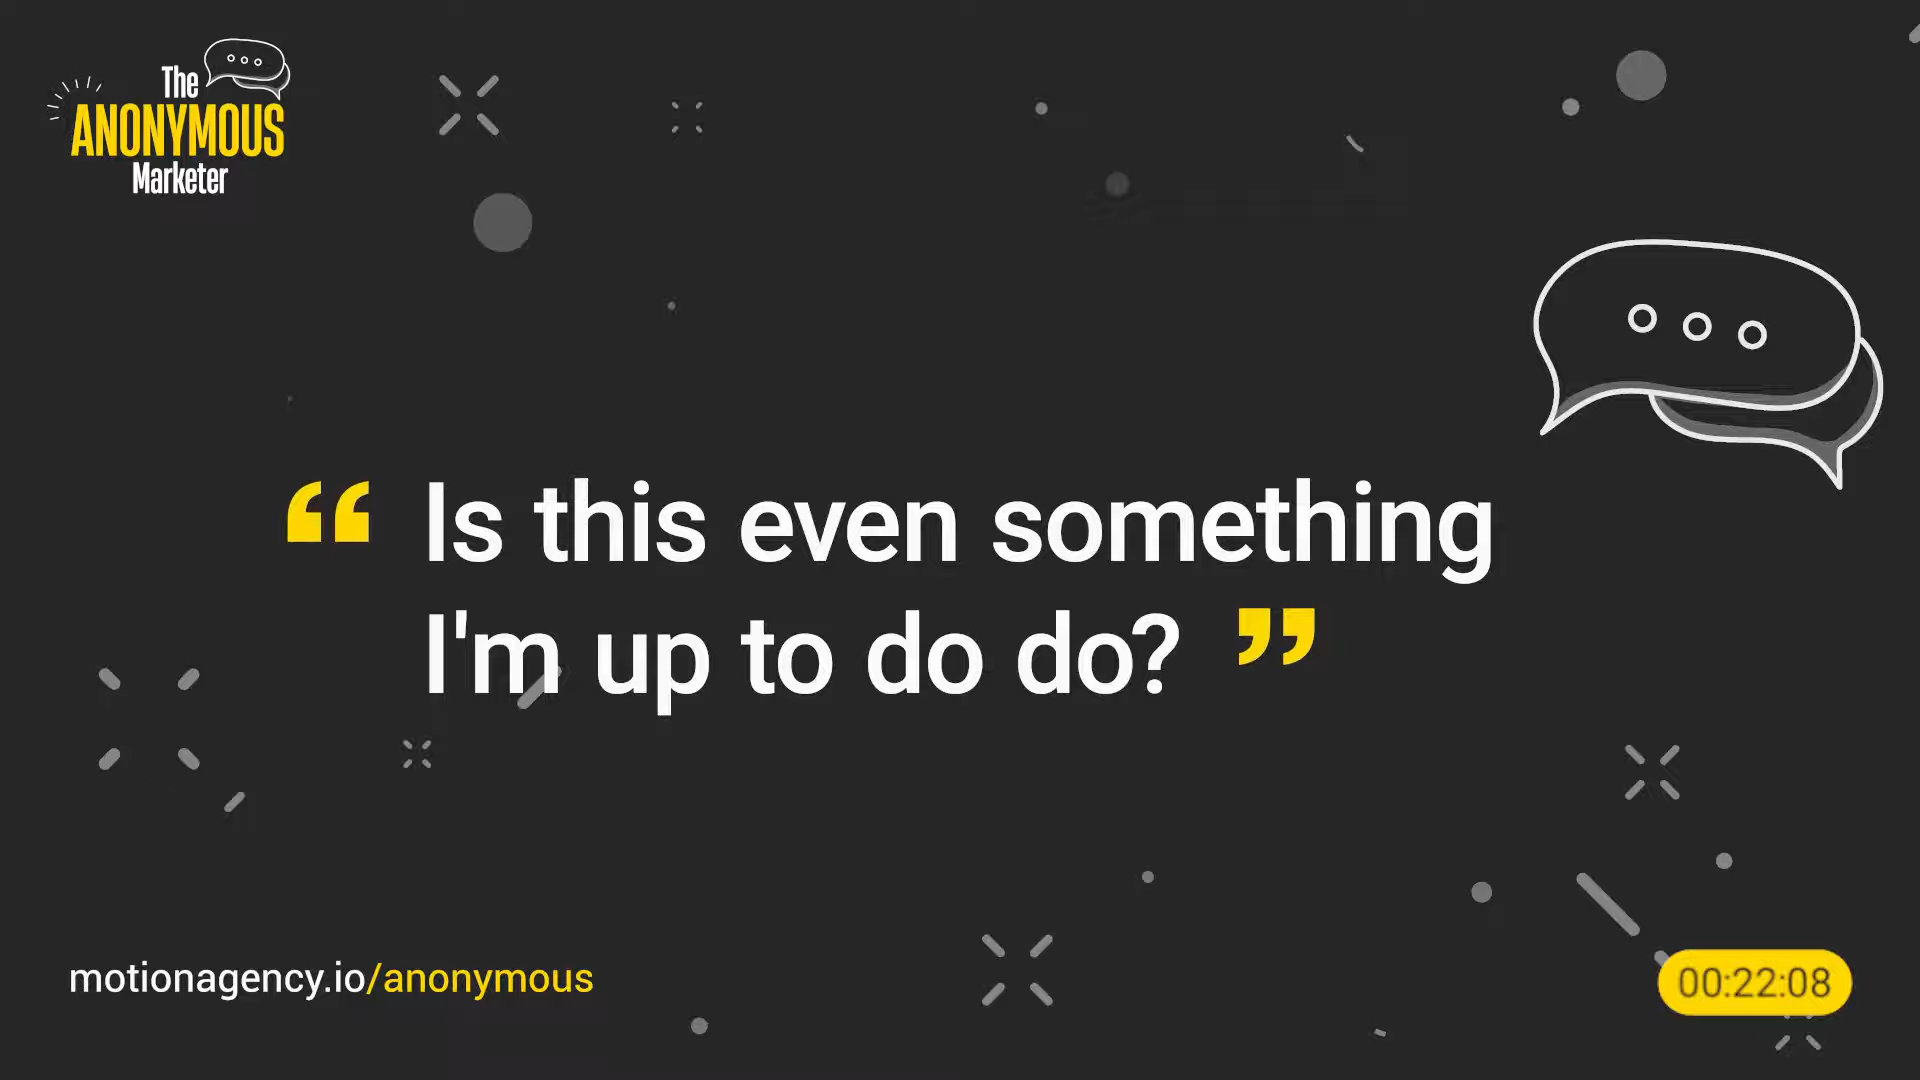 The
ANONYMOUS
Marketer
“ Is this even something
I'm up to do do? ”
motionagency.io/anonymous
00:22:08